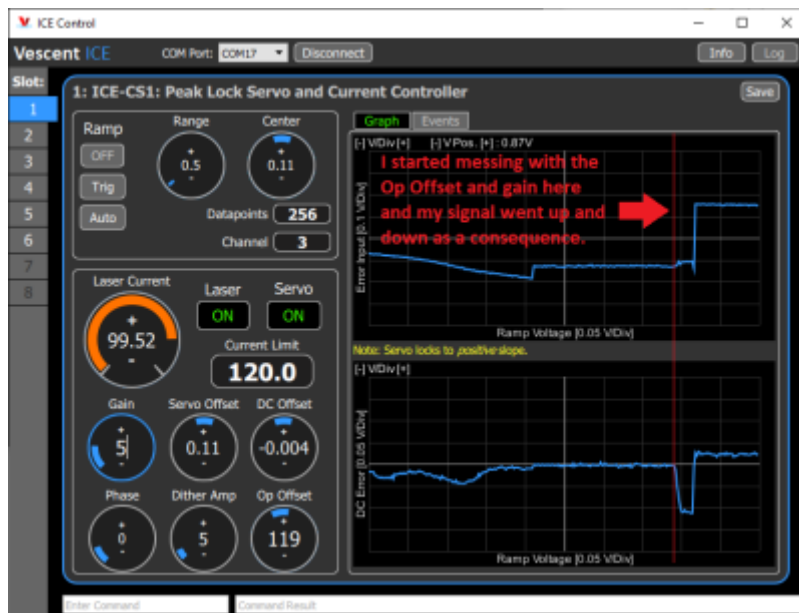 ICE Control
Vescent ICE
COM Port: COM17 Disconnect
Info Log
Slot:
1
2
3
4
5
6
7
8
1: ICE-CS1: Peak Lock Servo and Current Controller
Save
Ramp
OFF
Trig
Auto
Range
+
0.5
-
Center
+
0.11
-
Datapoints 256
Channel 3
Laser Current
+
99.52
-
Laser
ON
Servo
ON
Current Limit
120.0
Gain
+
5
-
Servo Offset
+
0.11
-
DC Offset
+
-0.004
-
Phase
+
0
-
Dither Amp
+
5
-
Op Offset
+
119
-
Graph Events
[-] V/Div [+] [-] V Pos. [+] : 0.87V
I started messing with the
Op Offset and gain here
and my signal went up and
down as a consequence.
Error Input [0.1 V/Div]
Ramp Voltage [0.05 V/Div]
Note: Servo locks to positive slope.
[-] V/Div [+]
DC Error [0.05 V/Div]
Ramp Voltage [0.05 V/Div]
Enter Command
Command Result